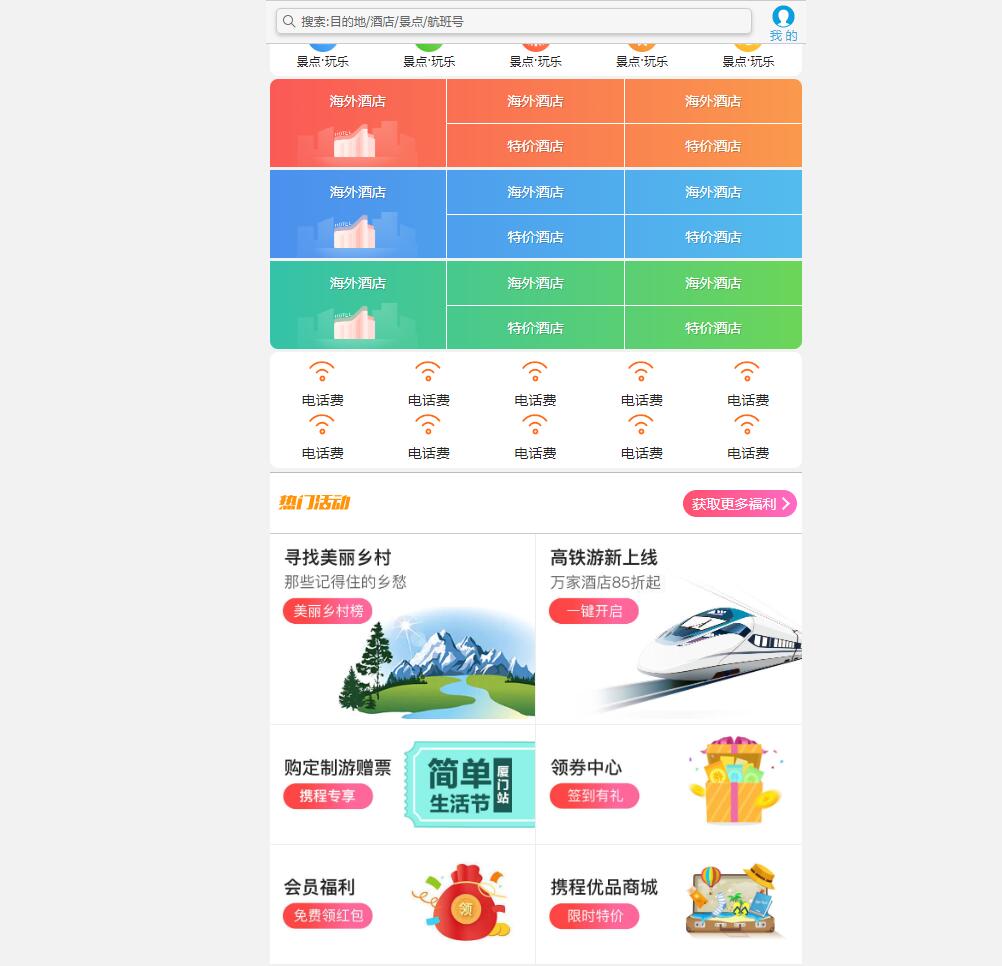 搜索:目的地/酒店/景点/航班号
我的
景点·玩乐 景点·玩乐 景点·玩乐 景点·玩乐 景点·玩乐
海外酒店 海外酒店 海外酒店
HOTEL
特价酒店 特价酒店
海外酒店 海外酒店 海外酒店
HOTEL
特价酒店 特价酒店
海外酒店 海外酒店 海外酒店
HOTEL
特价酒店 特价酒店
电话费 电话费 电话费 电话费 电话费
电话费 电话费 电话费 电话费 电话费
热门活动 获取更多福利
寻找美丽乡村
那些记得住的乡愁
美丽乡村榜
高铁游新上线
万家酒店85折起
一键开启
购定制游赠票
携程专享
简单
生活节
厦门站
领券中心
签到有礼
会员福利
免费领红包
领
携程优品商城
限时特价